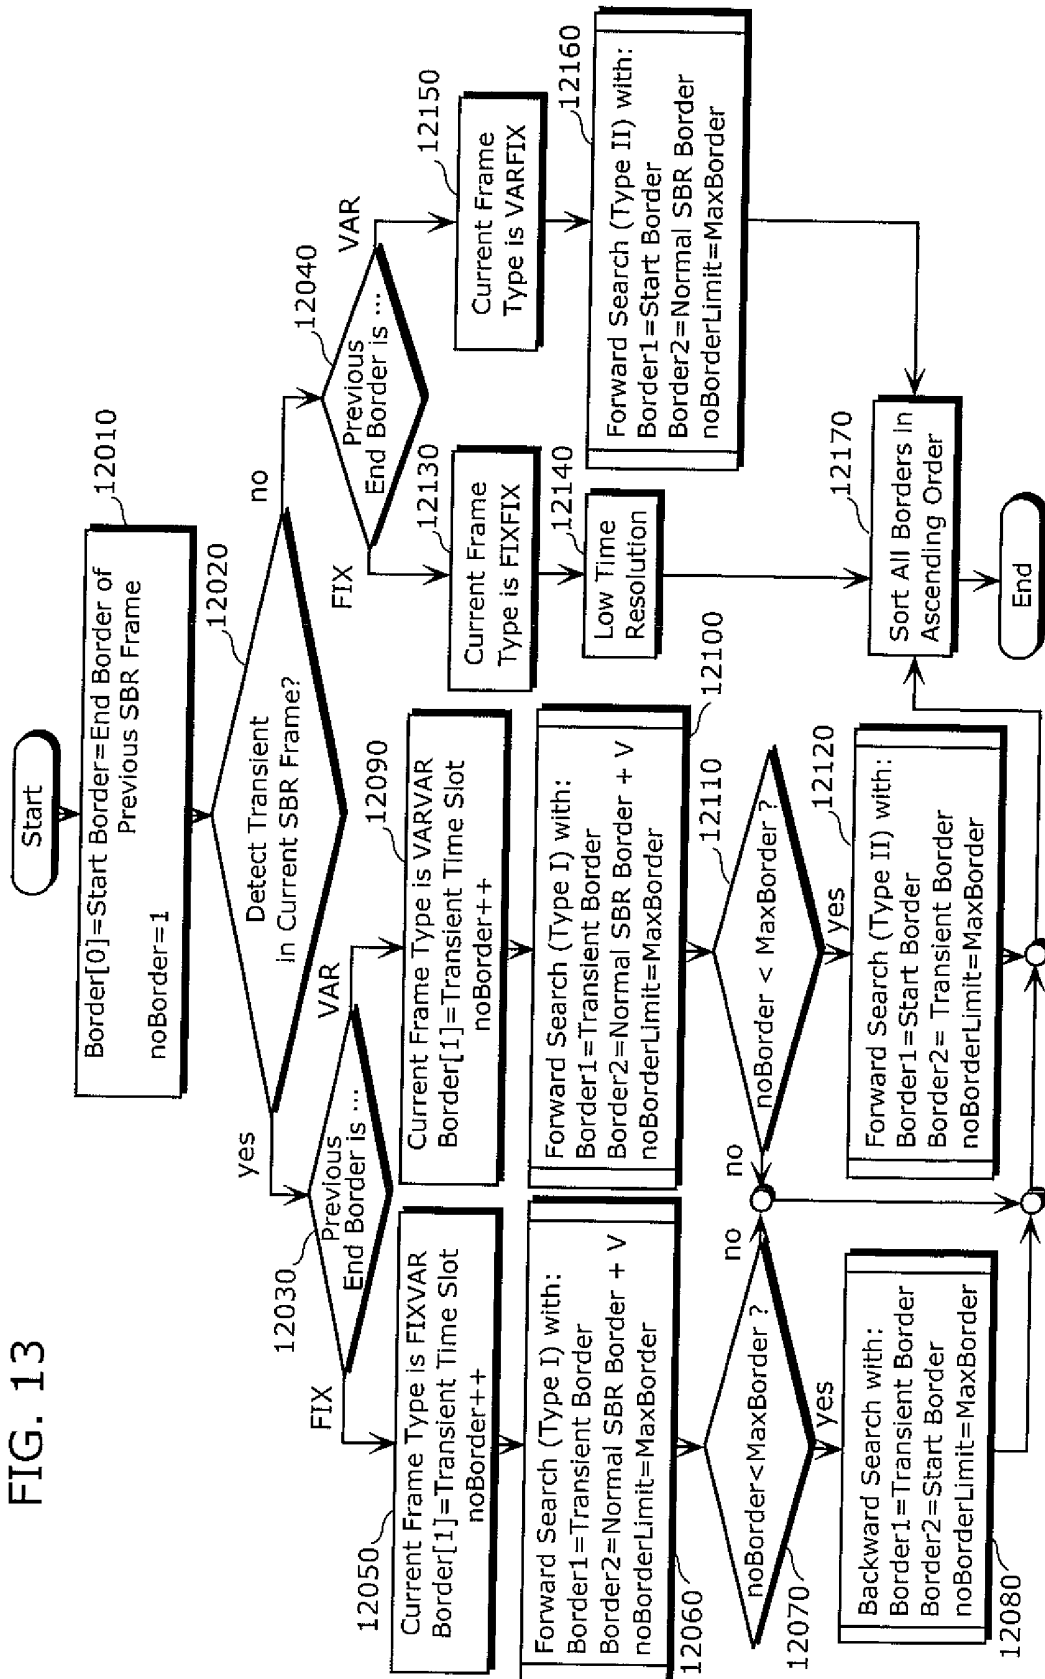 FIG. 13
Start
12010
Border[0]=Start Border=End Border of
Previous SBR Frame
noBorder=1
12020
Detect Transient
in Current SBR Frame?
yes
no
12030
Previous
End Border is ...
FIX
VAR
12040
Previous
End Border is ...
FIX
VAR
12050
Current Frame Type is FIXVAR
Border[1]=Transient Time Slot
noBorder++
12090
Current Frame Type is VARVAR
Border[1]=Transient Time Slot
noBorder++
12130
Current Frame
Type is FIXFIX
12150
Current Frame
Type is VARFIX
12060
Forward Search (Type I) with:
Border1=Transient Border
Border2=Normal SBR Border + V
noBorderLimit=MaxBorder
12100
Forward Search (Type I) with:
Border1=Transient Border
Border2=Normal SBR Border + V
noBorderLimit=MaxBorder
12140
Low Time
Resolution
12160
Forward Search (Type II) with:
Border1=Start Border
Border2=Normal SBR Border
noBorderLimit=MaxBorder
12070
noBorder<MaxBorder ?
no
yes
12110
noBorder < MaxBorder ?
no
yes
12080
Backward Search with:
Border1=Transient Border
Border2=Start Border
noBorderLimit=MaxBorder
12120
Forward Search (Type II) with:
Border1=Start Border
Border2= Transient Border
noBorderLimit=MaxBorder
12170
Sort All Borders in
Ascending Order
End